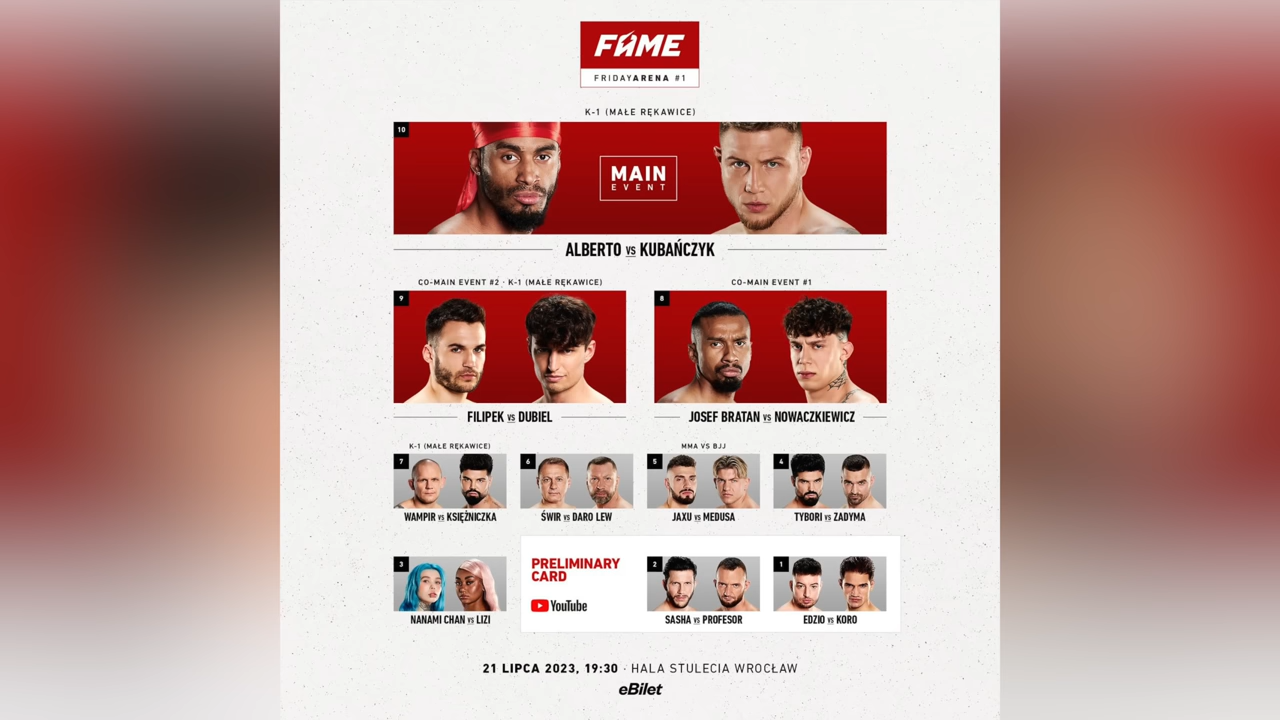 FAME
FRIDAYARENA #1
K-1 (MAŁE RĘKAWICE)
10
MAIN
EVENT
ALBERTO VS KUBAŃCZYK
CO-MAIN EVENT #2 · K-1 (MAŁE RĘKAWICE)
9
FILIPEK VS DUBIEL
CO-MAIN EVENT #1
8
JOSEF BRATAN VS NOWACZKIEWICZ
K-1 (MAŁE RĘKAWICE)
7
WAMPIR VS KSIĘŻNICZKA
6
ŚWIR VS DARO LEW
MMA VS BJJ
5
JAXU VS MEDUSA
4
TYBORI VS ZADYMA
3
NANAMI CHAN VS LIZI
PRELIMINARY
CARD
YouTube
2
SASHA VS PROFESOR
1
EDZIO VS KORO
21 LIPCA 2023, 19:30 · HALA STULECIA WROCŁAW
eBilet